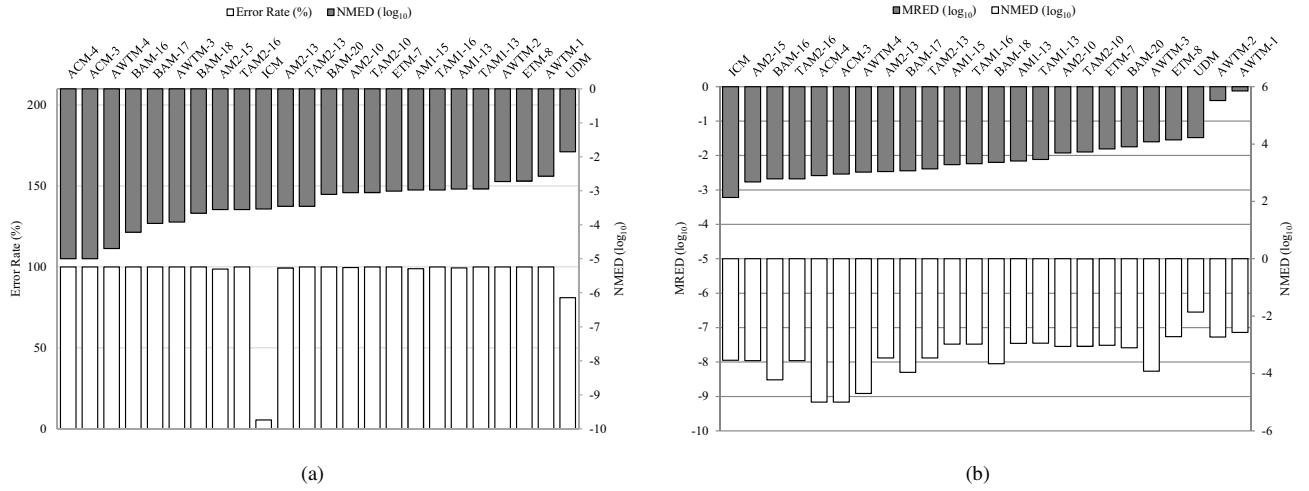 Error Rate (%) NMED (log10)
ACM-4
ACM-3
AWTM-4
BAM-16
BAM-17
AWTM-3
BAM-18
AM2-15
TAM2-16
ICM
AM2-13
TAM2-13
BAM-20
AM2-10
TAM2-10
ETM-7
AM1-15
TAM1-16
AM1-13
TAM1-13
AWTM-2
ETM-8
AWTM-1
UDM
200
150
100
50
0
Error Rate (%)
0
-1
-2
-3
-4
-5
-6
-7
-8
-9
-10
NMED (log10)
(a)
MRED (log10) NMED (log10)
ICM
AM2-15
BAM-16
TAM2-16
ACM-4
ACM-3
AWTM-4
AM2-13
BAM-17
TAM2-13
AM1-15
TAM1-16
BAM-18
AM1-13
TAM1-13
AM2-10
TAM2-10
ETM-7
BAM-20
AWTM-3
ETM-8
UDM
AWTM-2
AWTM-1
0
-1
-2
-3
-4
-5
-6
-7
-8
-9
-10
MRED (log10)
6
4
2
0
-2
-4
-6
NMED (log10)
(b)